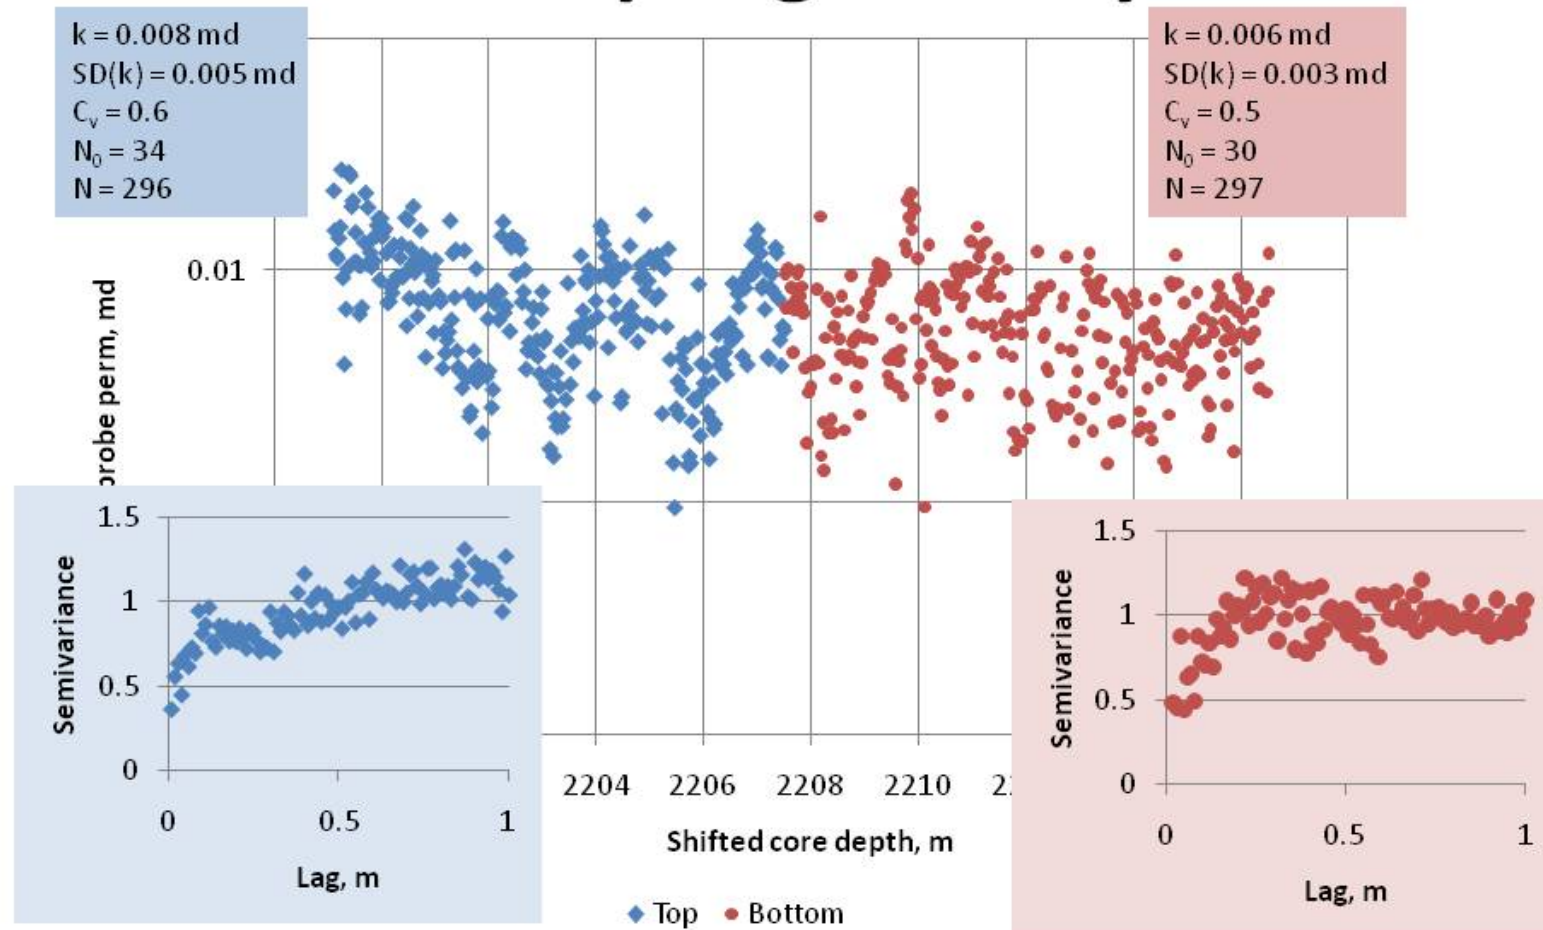 k = 0.008 md
SD(k) = 0.005 md
Cv = 0.6
N0 = 34
N = 296
k = 0.006 md
SD(k) = 0.003 md
Cv = 0.5
N0 = 30
N = 297
0.01
probe perm, md
2204 2206 2208 2210
Shifted core depth, m
Top Bottom
1.5
1
0.5
0
Semivariance
0 0.5 1
Lag, m
1.5
1
0.5
0
Semivariance
0 0.5 1
Lag, m